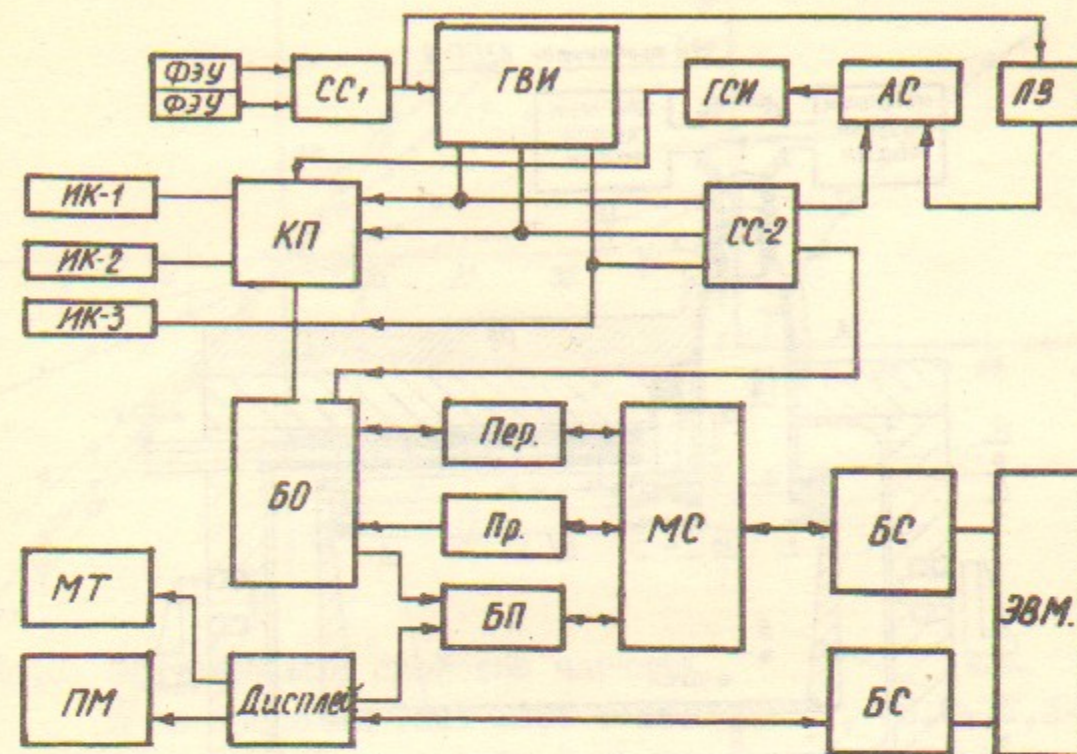 ФЭУ
ФЭУ
СС1
ГВИ
ГСИ
АС
ЛЗ
ИК-1
ИК-2
ИК-3
КП
СС-2
БО
Пер.
Пр.
БП
МС
БС
ЭВМ.
МТ
ПМ
Дисплей
БС